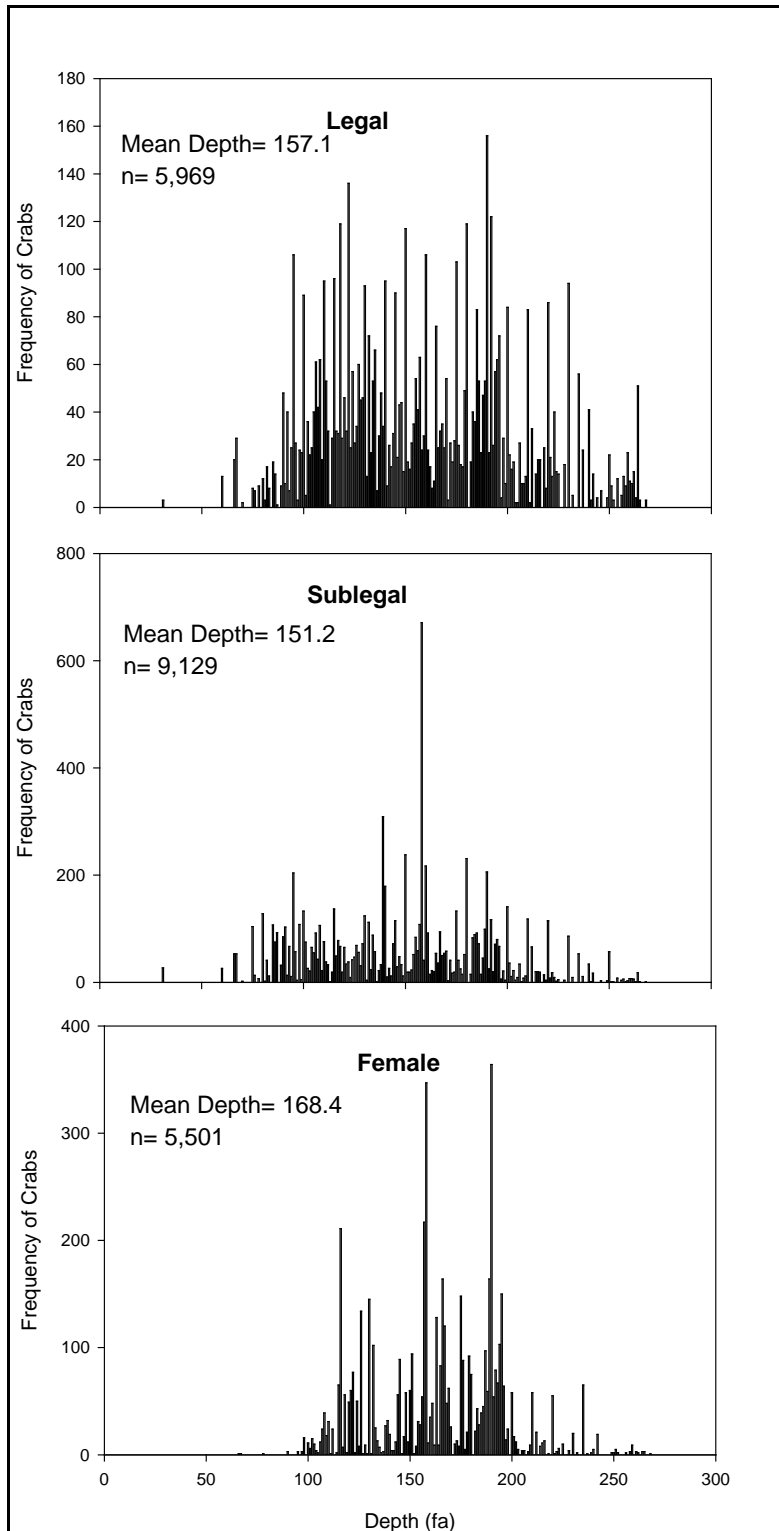 180
160
140
120
100
80
60
40
20
0
Frequency of Crabs
Legal
Mean Depth= 157.1
n= 5,969
800
600
400
200
0
Frequency of Crabs
Sublegal
Mean Depth= 151.2
n= 9,129
400
300
200
100
0
Frequency of Crabs
Female
Mean Depth= 168.4
n= 5,501
0 50 100 150 200 250 300
Depth (fa)